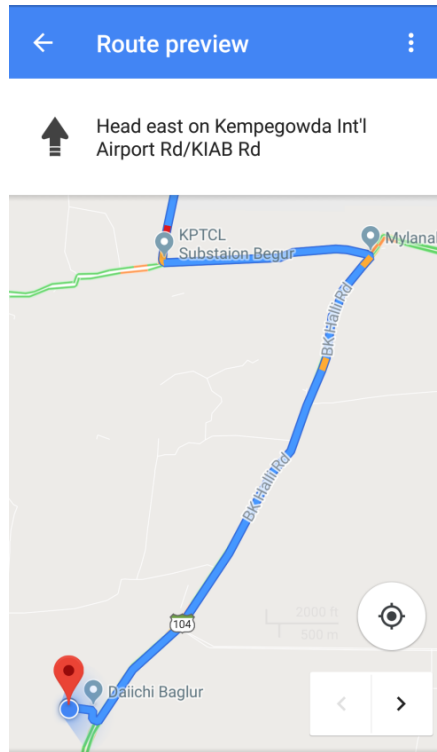 Route preview
Head east on Kempegowda Int'l
Airport Rd/KIAB Rd
KPTCL
Substaion Begur
Mylanal
BK Halli Rd
BK Halli Rd
104
2000 ft
500 m
Daiichi Baglur